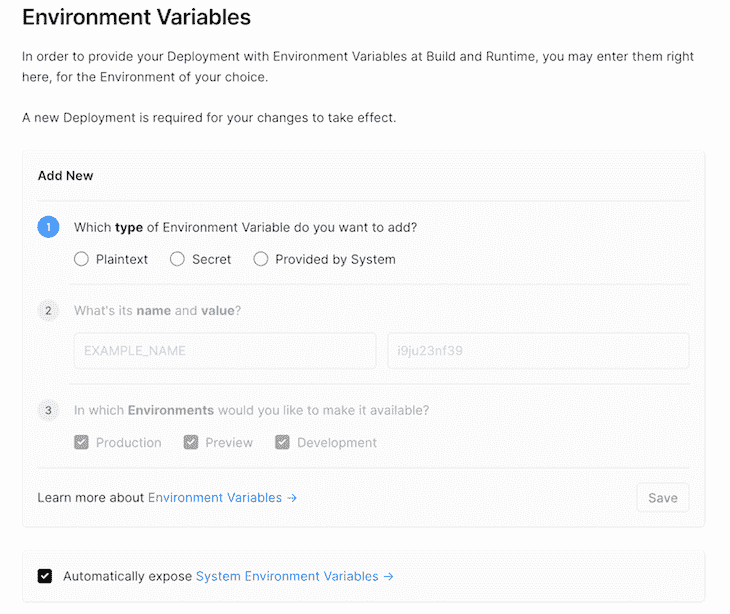 Environment Variables
In order to provide your Deployment with Environment Variables at Build and Runtime, you may enter them right
here, for the Environment of your choice.
A new Deployment is required for your changes to take effect.
Add New
1 Which type of Environment Variable do you want to add?
Plaintext Secret Provided by System
2 What's its name and value?
EXAMPLE_NAME i9ju23nf39
3 In which Environments would you like to make it available?
Production Preview Development
Learn more about Environment Variables → Save
Automatically expose System Environment Variables →